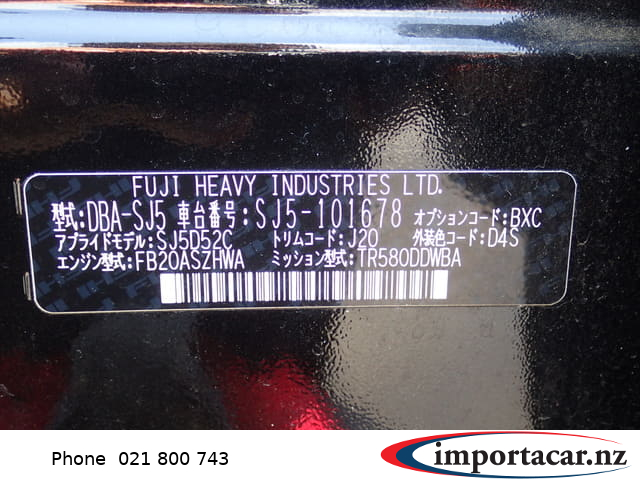 FUJI HEAVY INDUSTRIES LTD.
型式:DBA-SJ5 車台番号:SJ5-101678 オプションコード:BXC
アプライドモデル:SJ5D52C トリムコード:J20 外装色コード:D4S
エンジン型式:FB20ASZHWA ミッション型式:TR580DDWBA
Phone 021 800 743
importacar.nz